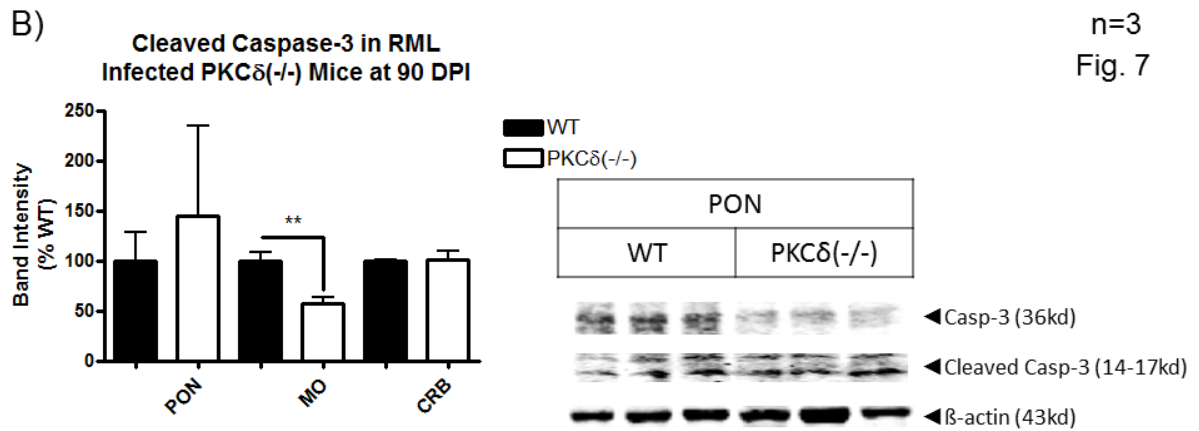 B)
Cleaved Caspase-3 in RML
Infected PKCδ(-/-) Mice at 90 DPI
n=3
Fig. 7
Band Intensity
(% WT)
250
200
150
100
50
0
**
PON
MO
CRB
WT
PKCδ(-/-)
PON
WT PKCδ(-/-)
Casp-3 (36kd)
Cleaved Casp-3 (14-17kd)
ß-actin (43kd)